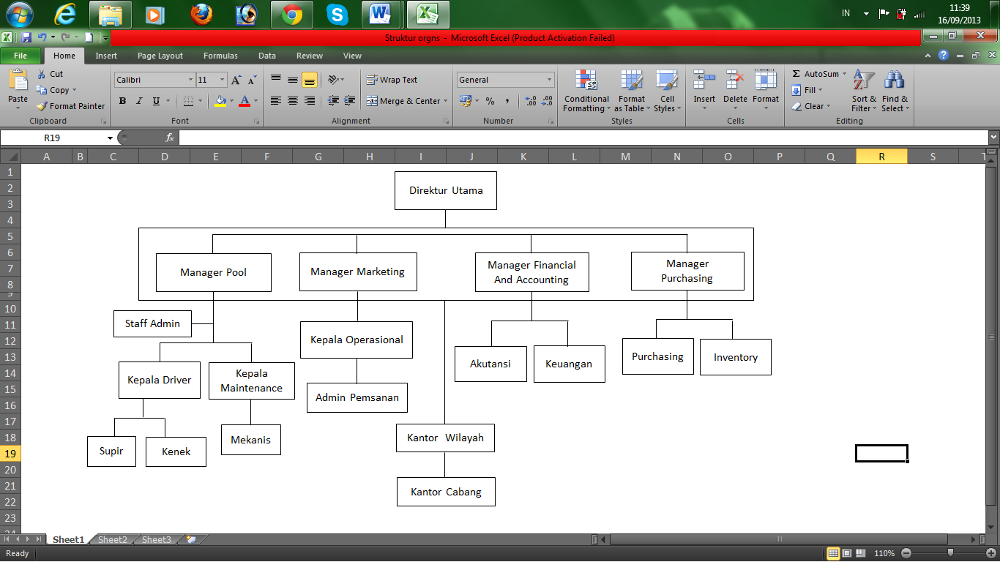 IN
11:39
16/09/2013
Struktur orgns - Microsoft Excel (Product Activation Failed)
File Home Insert Page Layout Formulas Data Review View
Paste
Cut
Copy
Format Painter
Clipboard
Calibri 11
B I U
Font
Wrap Text
Merge & Center
Alignment
General
% ,
Number
Conditional
Formatting
Format
as Table
Cell
Styles
Styles
Insert Delete Format
Cells
Σ AutoSum
Fill
Clear
Sort &
Filter
Find &
Select
Editing
R19
fx
A B C D E F G H I J K L M N O P Q R S T
1
2
3
4
5
6
7
8
9
10
11
12
13
14
15
16
17
18
19
20
21
22
23
24
Direktur Utama
Manager Pool
Manager Marketing
Manager Financial
And Accounting
Manager
Purchasing
Staff Admin
Kepala Operasional
Akutansi
Keuangan
Purchasing
Inventory
Kepala Driver
Kepala
Maintenance
Admin Pemsanan
Supir
Kenek
Mekanis
Kantor Wilayah
Kantor Cabang
Sheet1 Sheet2 Sheet3
Ready
110%